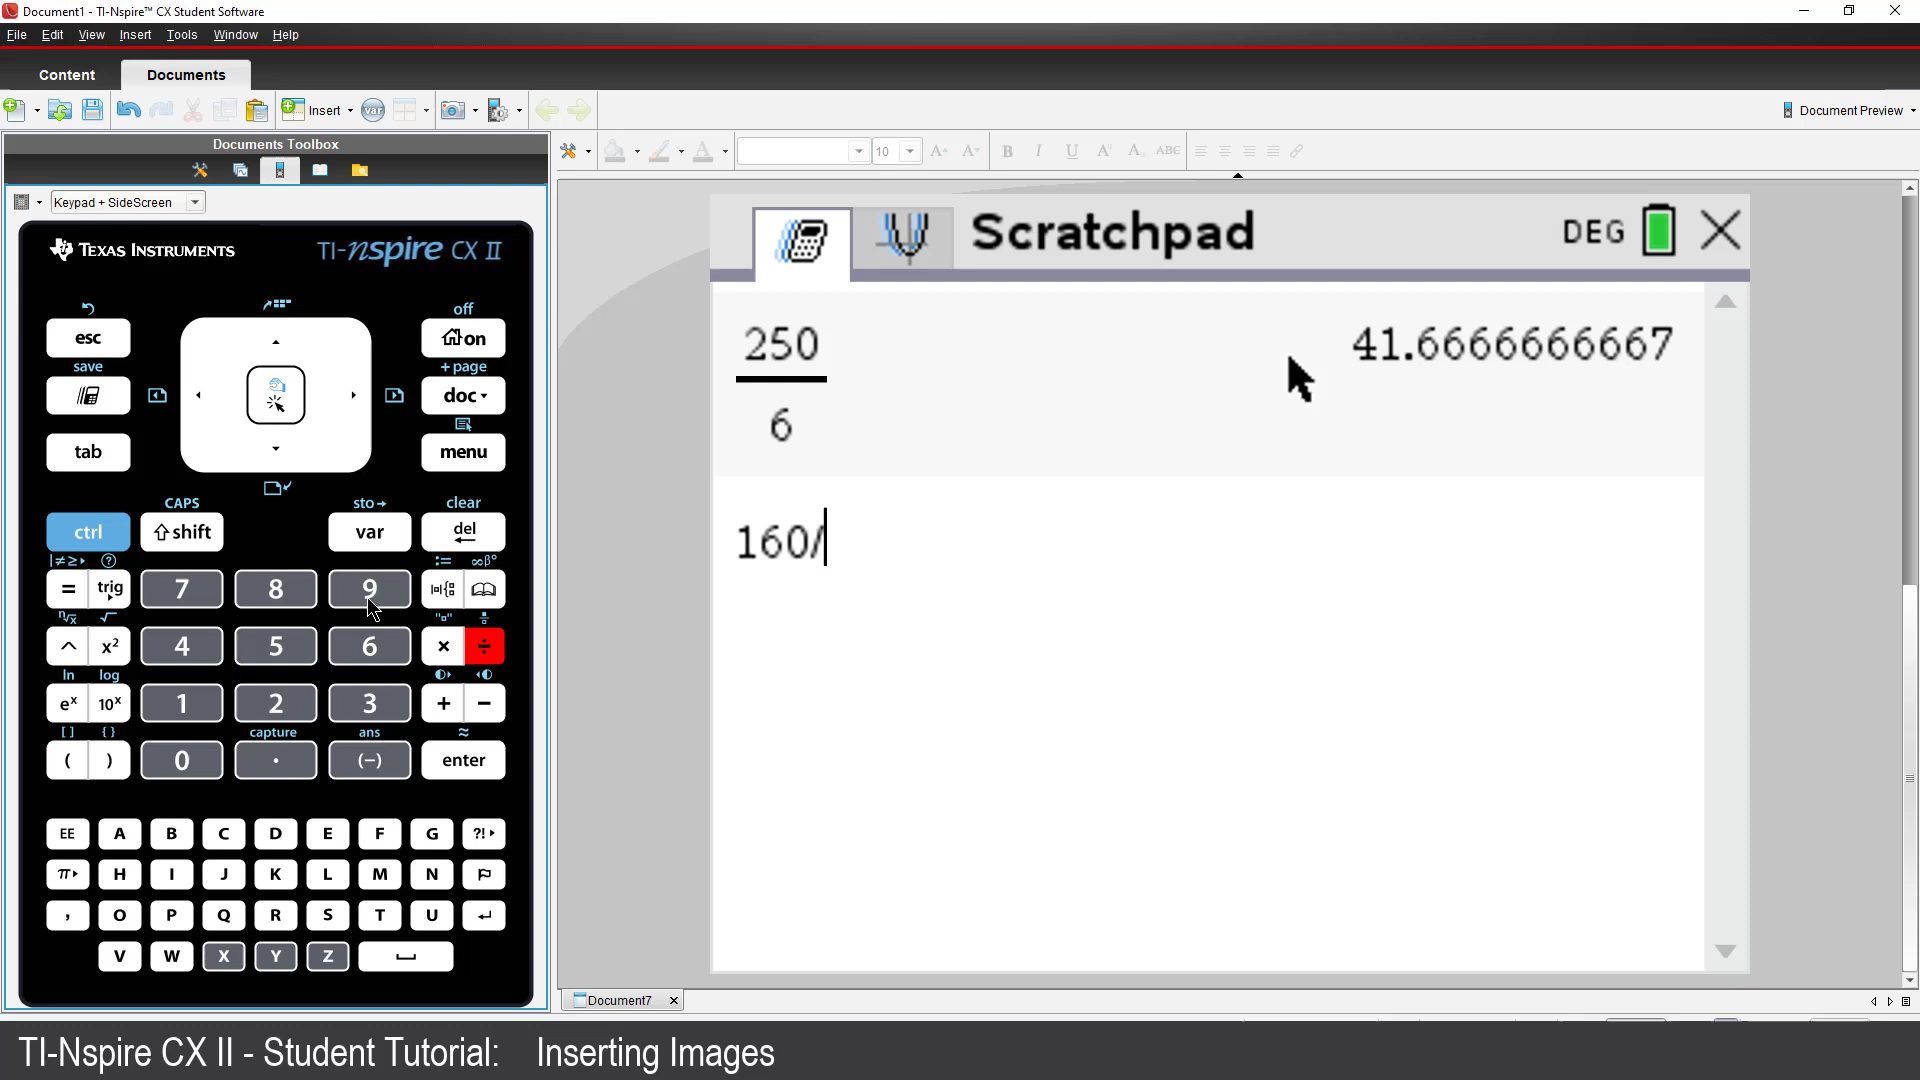 Document1 - TI-Nspire™ CX Student Software
File Edit View Insert Tools Window Help
Content Documents
Insert var Document Preview
Documents Toolbox
10 B I U A A ABC
Keypad + SideScreen
TEXAS INSTRUMENTS TI-nspire CX II
Scratchpad DEG
off
esc on
save + page
doc
tab menu
CAPS sto→ clear
ctrl shift var del
|≠≥▸ ? := ∞β°
= trig 7 8 9 |▫|{
ⁿ√x √ "▫"
^ x² 4 5 6 × ÷
ln log
eˣ 10ˣ 1 2 3 + −
[ ] { } capture ans ≈
( ) 0 . (−) enter
EE A B C D E F G ?!▸
π▸ H I J K L M N
, O P Q R S T U ↵
V W X Y Z
250
6
41.6666666667
160/
Document7
TI-Nspire CX II - Student Tutorial: Inserting Images